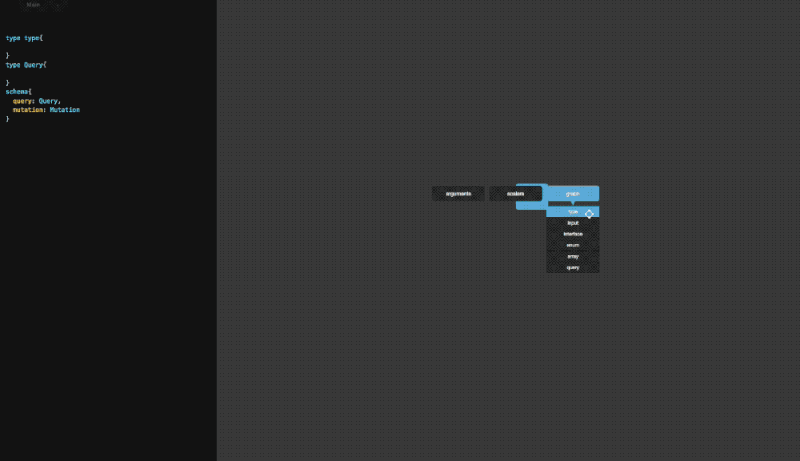 Main
type type{
}
type Query{
}
schema{
query: Query,
mutation: Mutation
}
arguments scalars graph
type
input
interface
enum
array
query